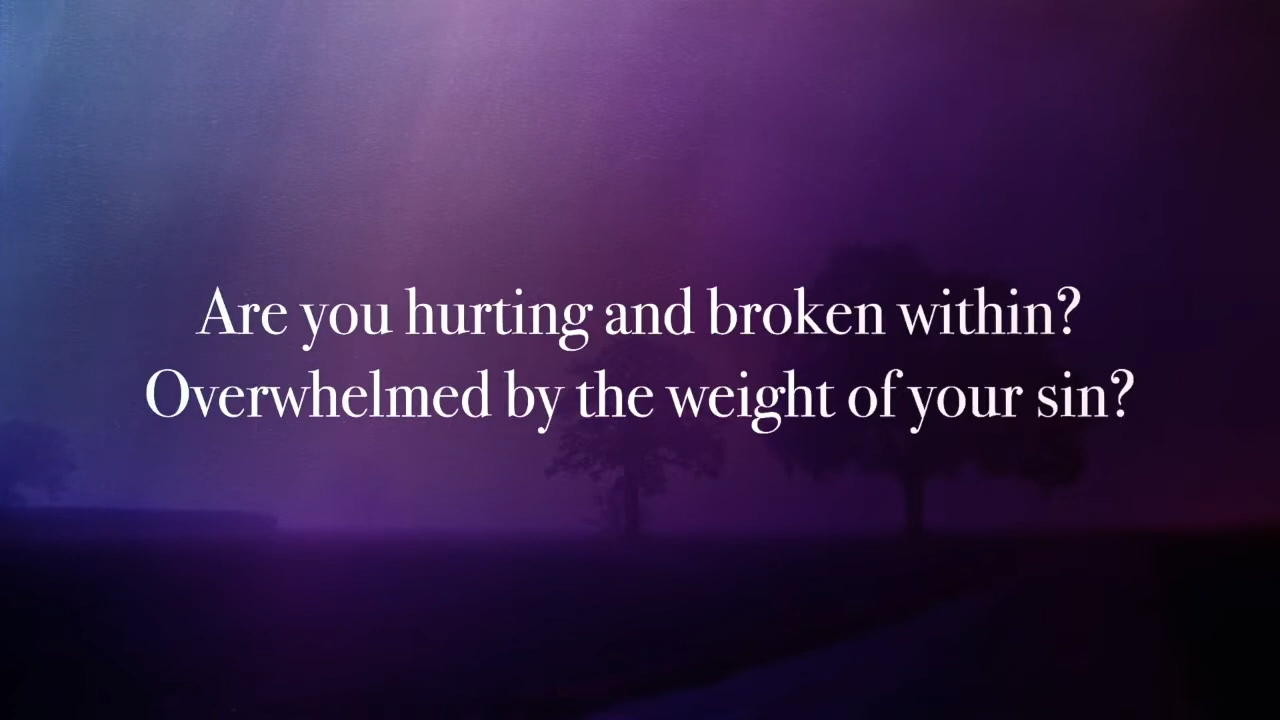 Are you hurting and broken within?
Overwhelmed by the weight of your sin?